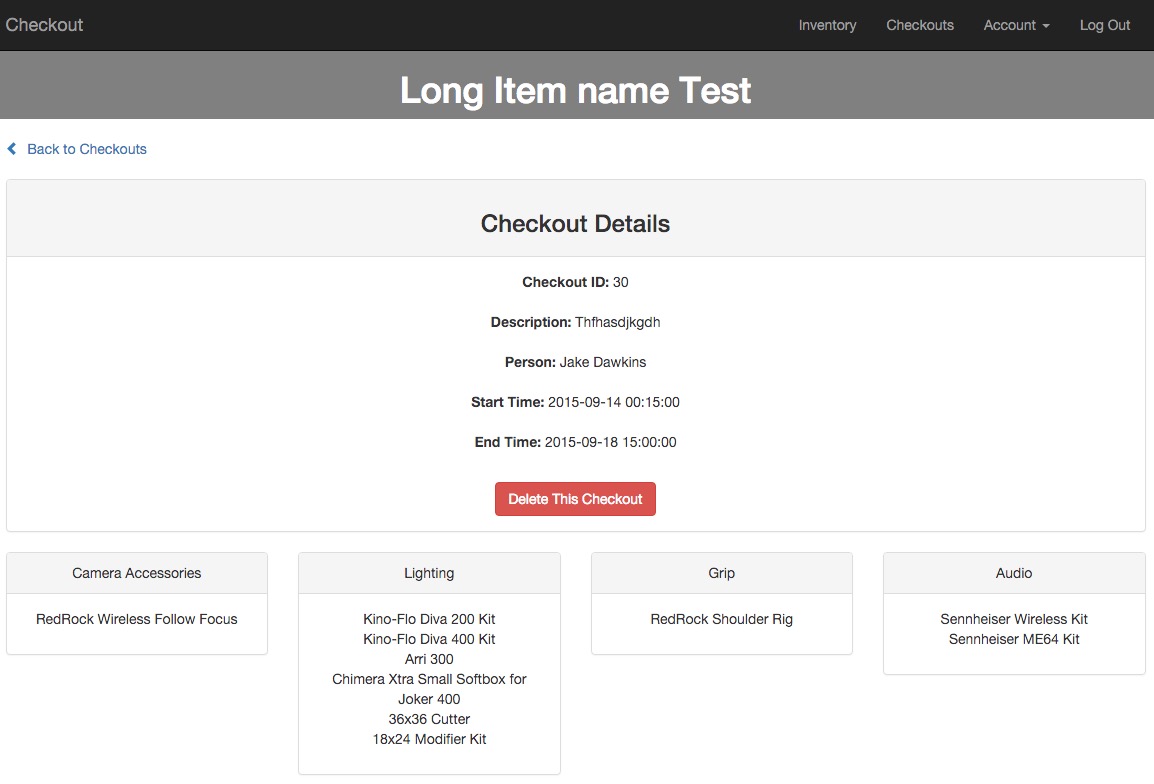 Checkout
Inventory Checkouts Account Log Out
Long Item name Test
Back to Checkouts
Checkout Details
Checkout ID: 30
Description: Thfhasdjkgdh
Person: Jake Dawkins
Start Time: 2015-09-14 00:15:00
End Time: 2015-09-18 15:00:00
Delete This Checkout
Camera Accessories
RedRock Wireless Follow Focus
Lighting
Kino-Flo Diva 200 Kit
Kino-Flo Diva 400 Kit
Arri 300
Chimera Xtra Small Softbox for
Joker 400
36x36 Cutter
18x24 Modifier Kit
Grip
RedRock Shoulder Rig
Audio
Sennheiser Wireless Kit
Sennheiser ME64 Kit